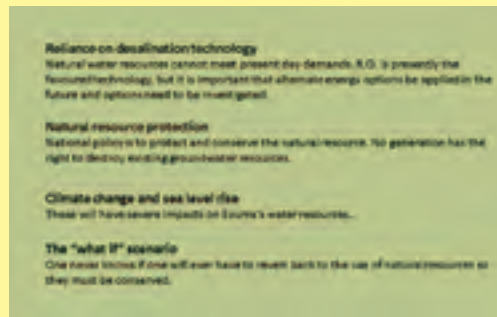 Reliance on desalination technology
Natural water resources cannot meet present day demands. R.O. is presently the
favoured technology, but it is important that alternate energy options be applied in the
future and options need to be investigated.
Natural resource protection
National policy is to protect and conserve the natural resource. No generation has the
right to destroy existing groundwater resources.
Climate change and sea level rise
These will have severe impacts on Exuma's water resources...
The "what if" scenario
One never knows if one will ever have to revert back to the use of natural resources so
they must be conserved.